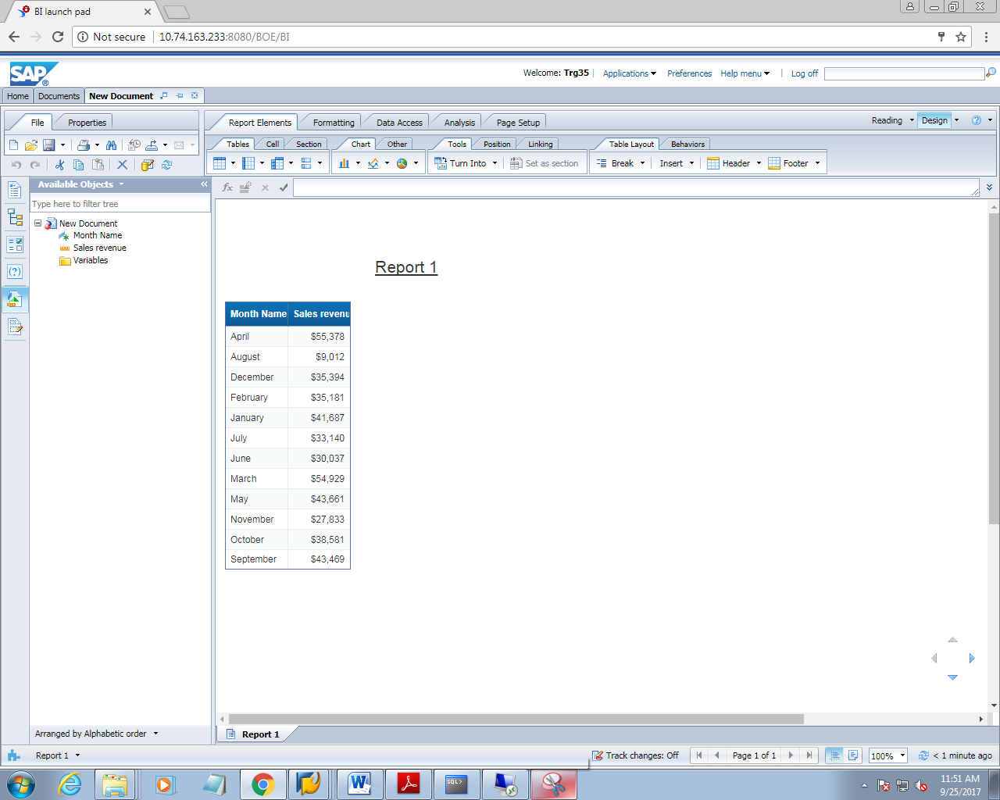 BI launch pad
Not secure 10.74.163.233:8080/BOE/BI
SAP ®
Welcome: Trg35 Applications Preferences Help menu Log off
Home Documents New Document
File Properties Report Elements Formatting Data Access Analysis Page Setup Reading Design
Tables Cell Section Chart Other Tools Position Linking Table Layout Behaviors
Turn Into Set as section Break Insert Header Footer
Available Objects
Type here to filter tree
New Document
Month Name
Sales revenue
Variables
Report 1
Month Name Sales revenu
April $55,378
August $9,012
December $35,394
February $35,181
January $41,687
July $33,140
June $30,037
March $54,929
May $43,661
November $27,833
October $38,581
September $43,469
Arranged by Alphabetic order
Report 1
Report 1 Track changes: Off Page 1 of 1 100% < 1 minute ago
SQL>
11:51 AM
9/25/2017